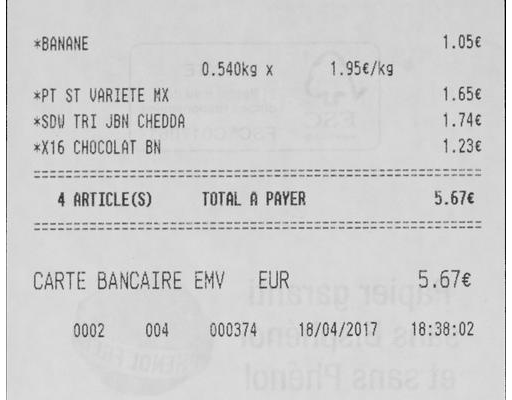 *BANANE 1.05€
0.540kg x 1.95€/kg
*PT ST VARIETE MX 1.65€
*SDW TRI JBN CHEDDA 1.74€
*X16 CHOCOLAT BN 1.23€
4 ARTICLE(S) TOTAL A PAYER 5.67€
CARTE BANCAIRE EMV EUR 5.67€
0002 004 000374 18/04/2017 18:38:02
Papier garanti
sans Bisphénol
et sans Phénol
FSC